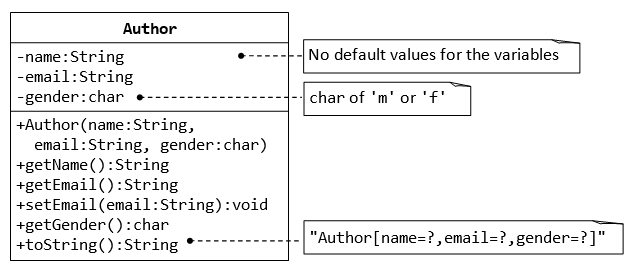 Author
-name:String
-email:String
-gender:char
No default values for the variables
char of 'm' or 'f'
+Author(name:String,
email:String, gender:char)
+getName():String
+getEmail():String
+setEmail(email:String):void
+getGender():char
+toString():String
"Author[name=?,email=?,gender=?]"